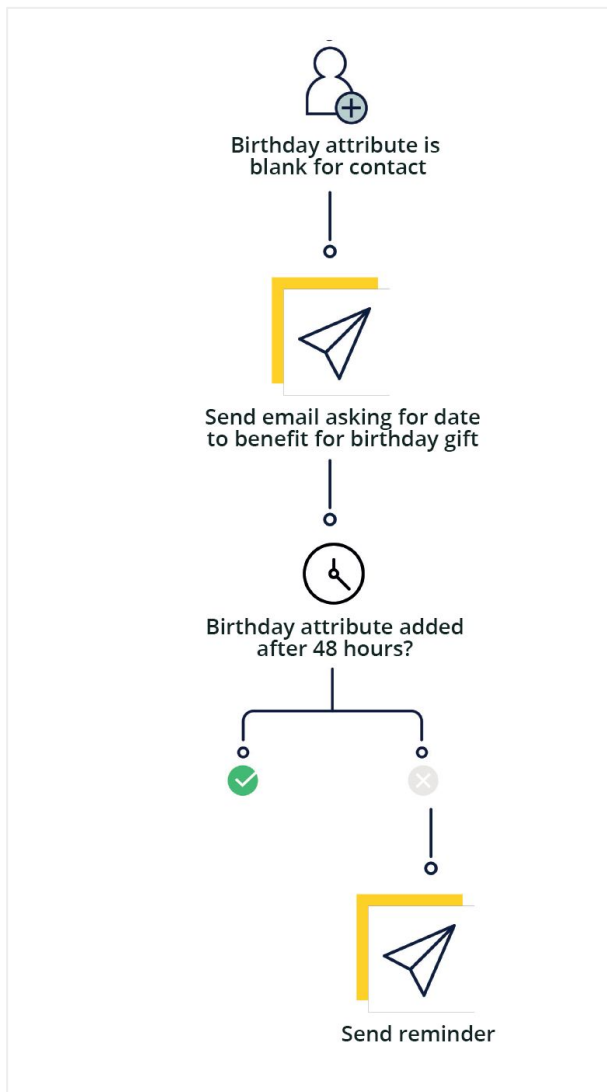 Birthday attribute is
blank for contact
Send email asking for date
to benefit for birthday gift
Birthday attribute added
after 48 hours?
Send reminder